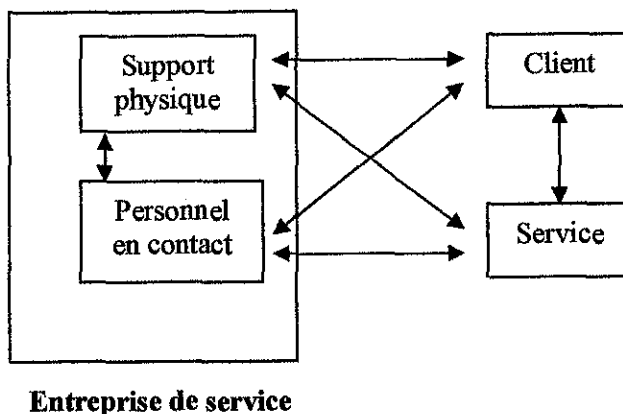 Support
physique
Client
Personnel
en contact
Service
Entreprise de service